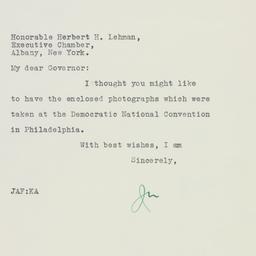 Honorable Herbert H. Lehman,
Executive Chamber,
Albany, New York.
My dear Governor:
I thought you might like
to have the enclosed photographs which were
taken at the Democratic National Convention
in Philadelphia.
With best wishes, I am
Sincerely,
JAF:KA